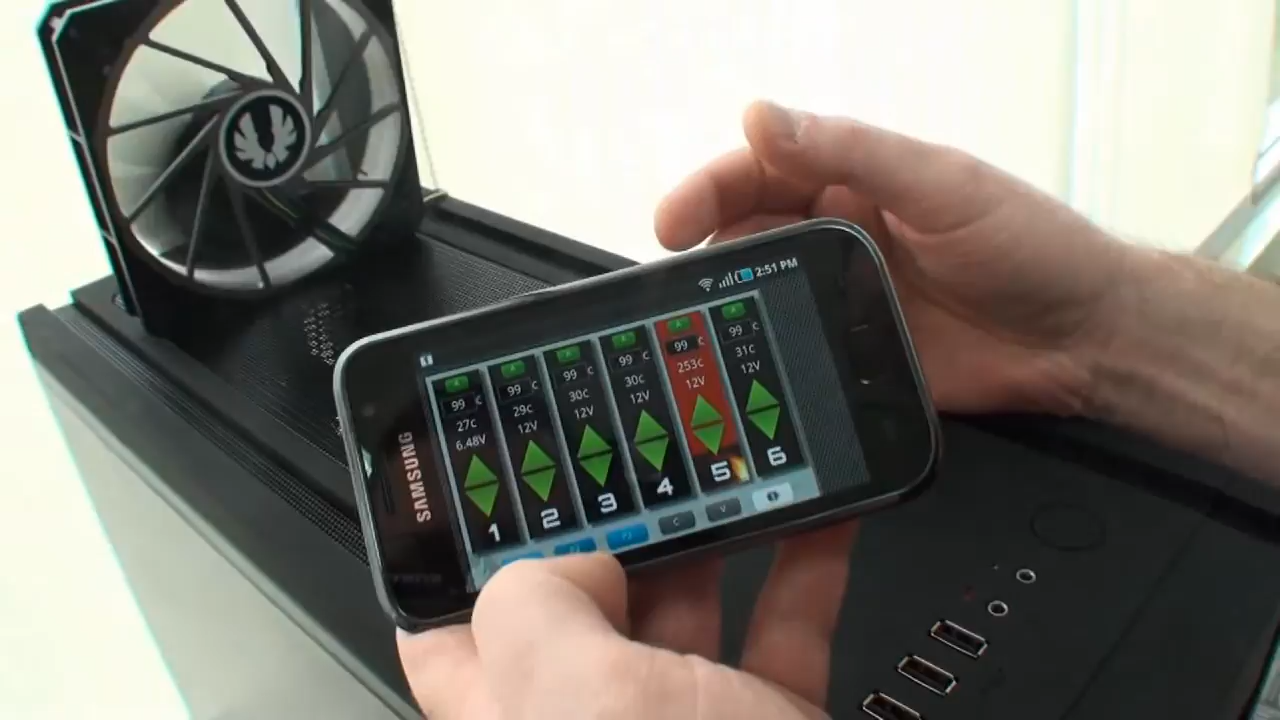 2:51 PM
SAMSUNG
A A A A A A
99 C 99 C 99 C 99 C 99 C 99 C
27C 29C 30C 30C 253C 31C
6.48V 12V 12V 12V 12V 12V
1 2 3 4 5 6
C V